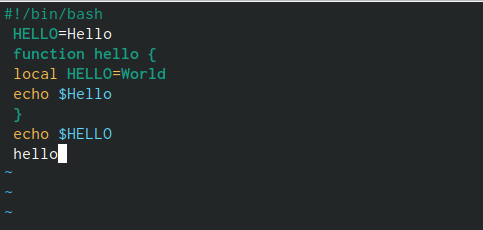 #!/bin/bash
HELLO=Hello
function hello {
local HELLO=World
echo $Hello
}
echo $HELLO
hello
~
~
~